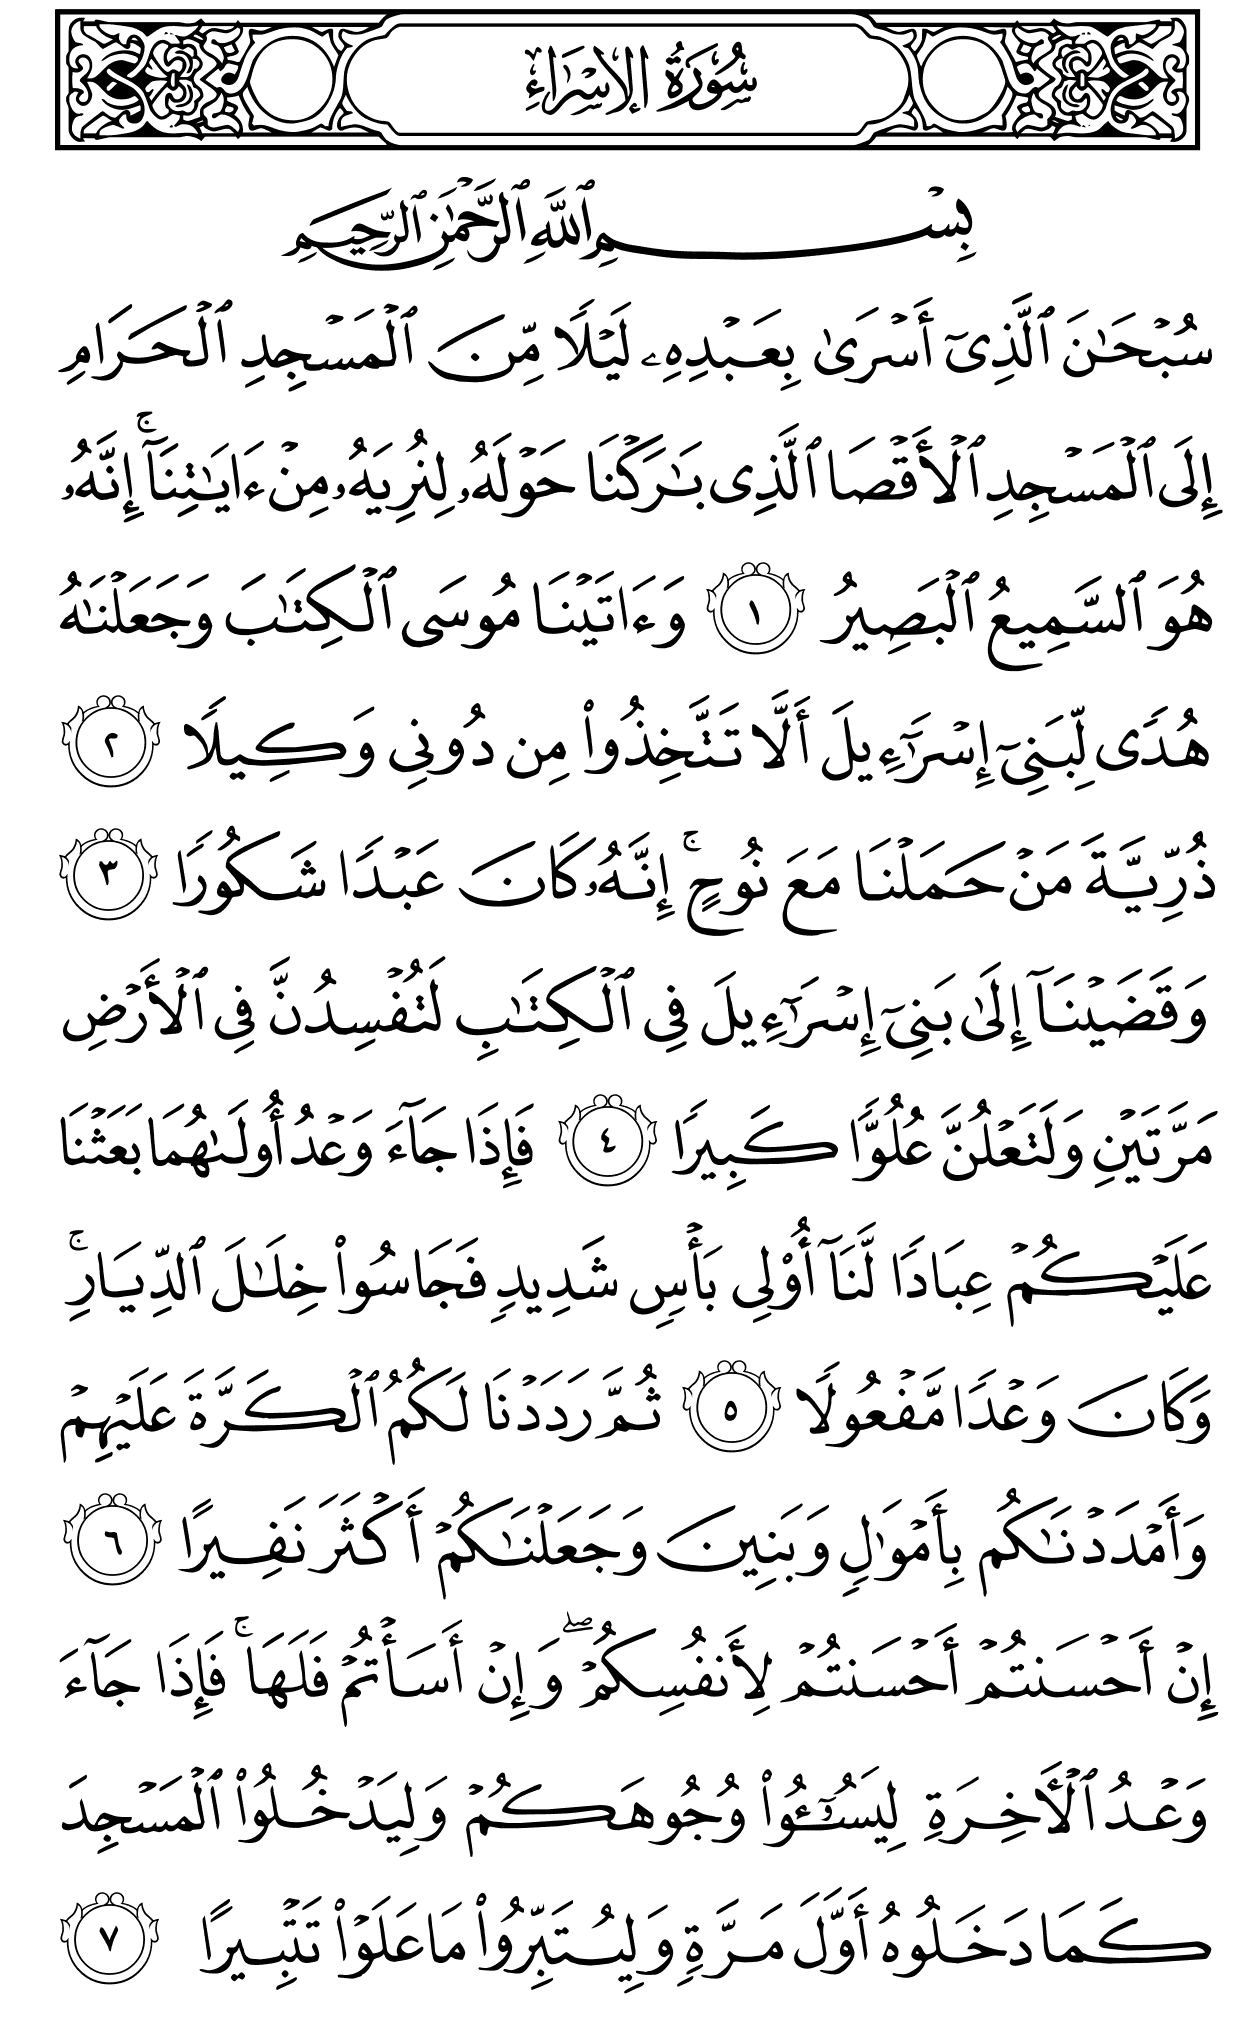 سُورَةُ الإِسْرَاءِ
بِسْمِ ٱللَّهِ ٱلرَّحْمَٰنِ ٱلرَّحِيمِ
سُبْحَٰنَ ٱلَّذِىٓ أَسْرَىٰ بِعَبْدِهِۦ لَيْلًا مِّنَ ٱلْمَسْجِدِ ٱلْحَرَامِ
إِلَى ٱلْمَسْجِدِ ٱلْأَقْصَا ٱلَّذِى بَٰرَكْنَا حَوْلَهُۥ لِنُرِيَهُۥ مِنْ ءَايَٰتِنَآ ۚ إِنَّهُۥ
هُوَ ٱلسَّمِيعُ ٱلْبَصِيرُ ١ وَءَاتَيْنَا مُوسَى ٱلْكِتَٰبَ وَجَعَلْنَٰهُ
هُدًى لِّبَنِىٓ إِسْرَٰٓءِيلَ أَلَّا تَتَّخِذُوا۟ مِن دُونِى وَكِيلًا ٢
ذُرِّيَّةَ مَنْ حَمَلْنَا مَعَ نُوحٍ ۚ إِنَّهُۥ كَانَ عَبْدًا شَكُورًا ٣
وَقَضَيْنَآ إِلَىٰ بَنِىٓ إِسْرَٰٓءِيلَ فِى ٱلْكِتَٰبِ لَتُفْسِدُنَّ فِى ٱلْأَرْضِ
مَرَّتَيْنِ وَلَتَعْلُنَّ عُلُوًّا كَبِيرًا ٤ فَإِذَا جَآءَ وَعْدُ أُولَىٰهُمَا بَعَثْنَا
عَلَيْكُمْ عِبَادًا لَّنَآ أُو۟لِى بَأْسٍ شَدِيدٍ فَجَاسُوا۟ خِلَٰلَ ٱلدِّيَارِ ۚ
وَكَانَ وَعْدًا مَّفْعُولًا ٥ ثُمَّ رَدَدْنَا لَكُمُ ٱلْكَرَّةَ عَلَيْهِمْ
وَأَمْدَدْنَٰكُم بِأَمْوَٰلٍ وَبَنِينَ وَجَعَلْنَٰكُمْ أَكْثَرَ نَفِيرًا ٦
إِنْ أَحْسَنتُمْ أَحْسَنتُمْ لِأَنفُسِكُمْ ۖ وَإِنْ أَسَأْتُمْ فَلَهَا ۚ فَإِذَا جَآءَ
وَعْدُ ٱلْأَخِرَةِ لِيَسُۥٓـُٔوا۟ وُجُوهَكُمْ وَلِيَدْخُلُوا۟ ٱلْمَسْجِدَ
كَمَا دَخَلُوهُ أَوَّلَ مَرَّةٍ وَلِيُتَبِّرُوا۟ مَا عَلَوْا۟ تَتْبِيرًا ٧